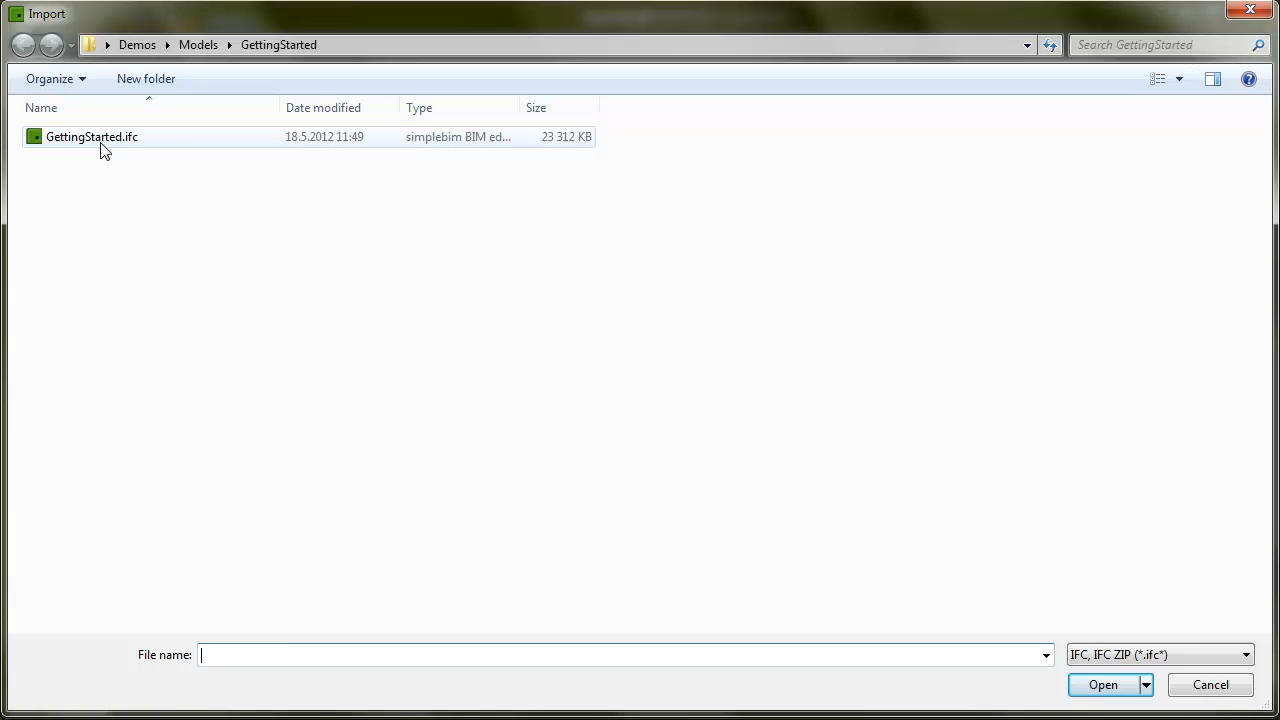 Import
Demos Models GettingStarted
Search GettingStarted
Organize
New folder
Name Date modified Type Size
GettingStarted.ifc 18.5.2012 11:49 simplebim BIM ed... 23 312 KB
File name:
IFC, IFC ZIP (*.ifc*)
Open
Cancel